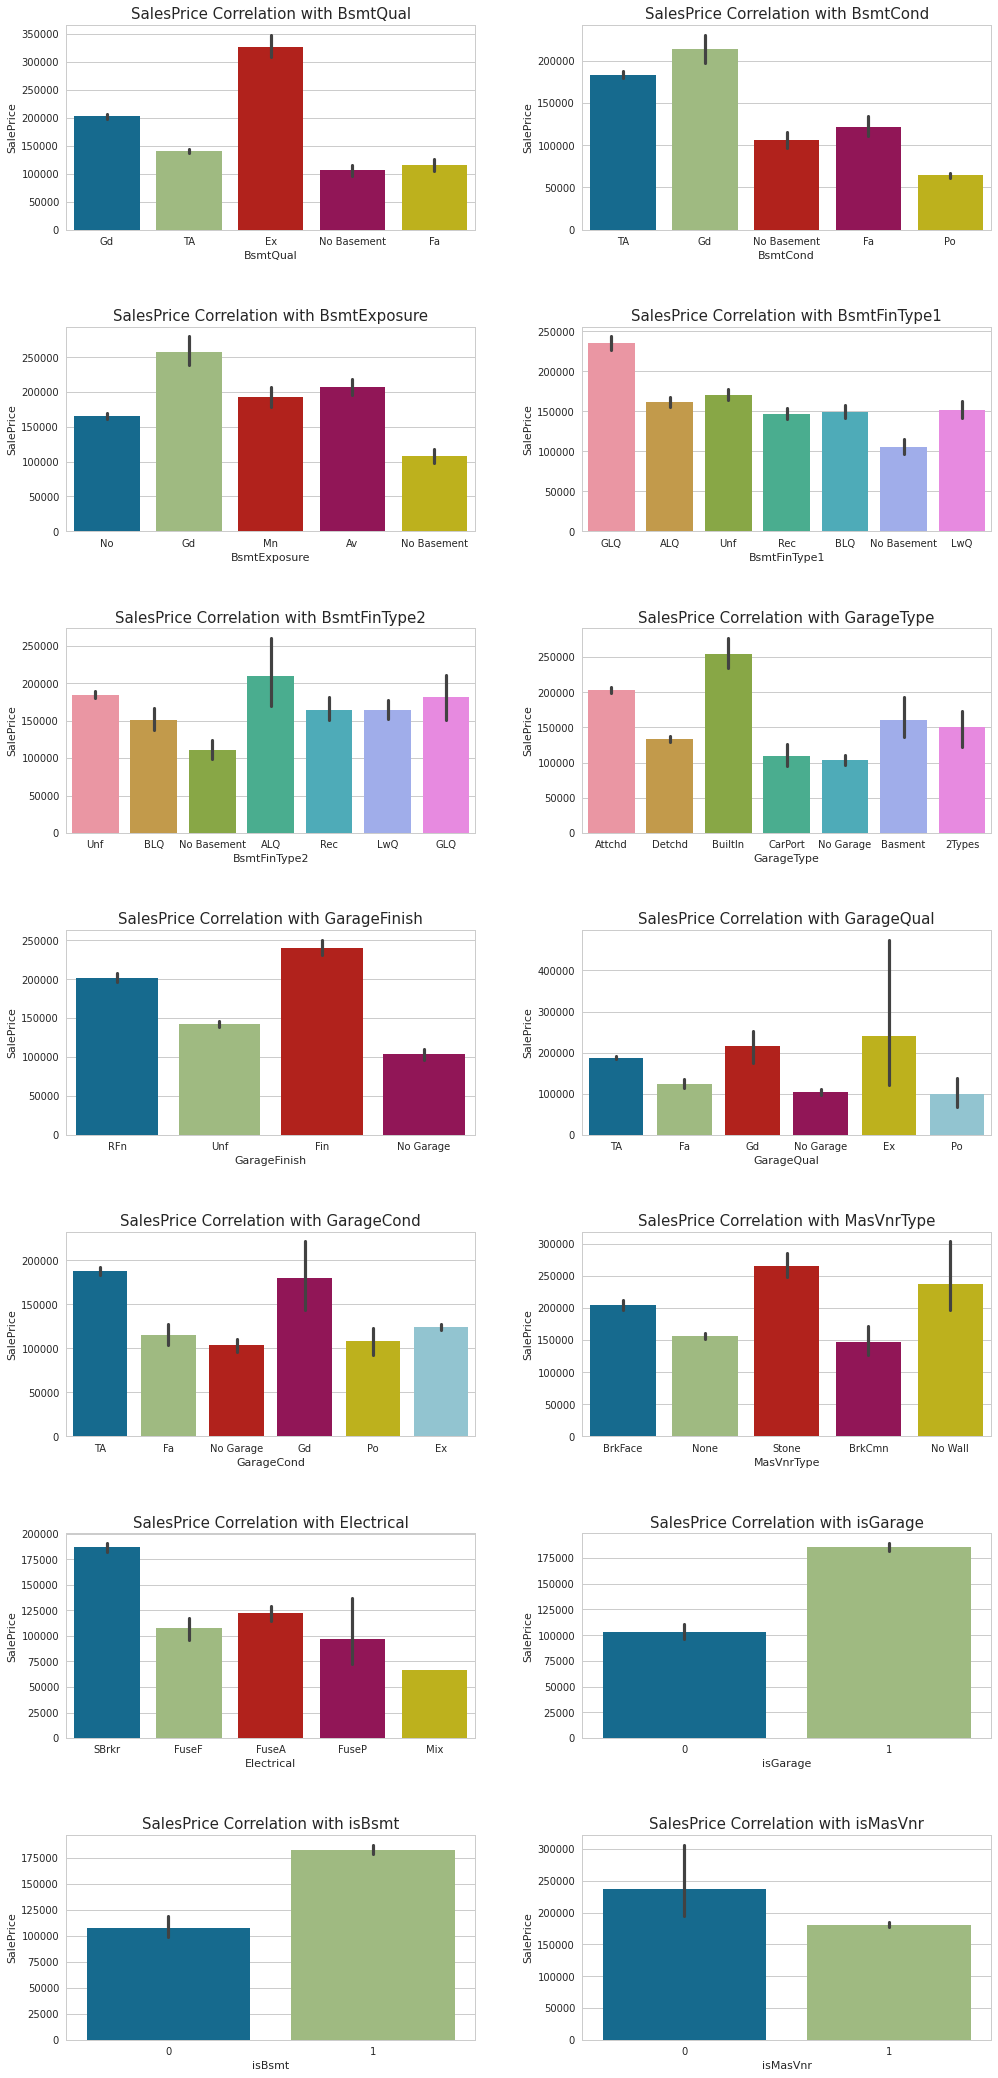 SalesPrice Correlation with BsmtQual
350000
300000
250000
200000
150000
100000
50000
0
SalePrice
Gd TA Ex No Basement Fa
BsmtQual
SalesPrice Correlation with BsmtCond
200000
150000
100000
50000
0
SalePrice
TA Gd No Basement Fa Po
BsmtCond
SalesPrice Correlation with BsmtExposure
250000
200000
150000
100000
50000
0
SalePrice
No Gd Mn Av No Basement
BsmtExposure
SalesPrice Correlation with BsmtFinType1
250000
200000
150000
100000
50000
0
SalePrice
GLQ ALQ Unf Rec BLQ No Basement LwQ
BsmtFinType1
SalesPrice Correlation with BsmtFinType2
250000
200000
150000
100000
50000
0
SalePrice
Unf BLQ No Basement ALQ Rec LwQ GLQ
BsmtFinType2
SalesPrice Correlation with GarageType
250000
200000
150000
100000
50000
0
SalePrice
Attchd Detchd BuiltIn CarPort No Garage Basment 2Types
GarageType
SalesPrice Correlation with GarageFinish
250000
200000
150000
100000
50000
0
SalePrice
RFn Unf Fin No Garage
GarageFinish
SalesPrice Correlation with GarageQual
400000
300000
200000
100000
0
SalePrice
TA Fa Gd No Garage Ex Po
GarageQual
SalesPrice Correlation with GarageCond
200000
150000
100000
50000
0
SalePrice
TA Fa No Garage Gd Po Ex
GarageCond
SalesPrice Correlation with MasVnrType
300000
250000
200000
150000
100000
50000
0
SalePrice
BrkFace None Stone BrkCmn No Wall
MasVnrType
SalesPrice Correlation with Electrical
200000
175000
150000
125000
100000
75000
50000
25000
0
SalePrice
SBrkr FuseF FuseA FuseP Mix
Electrical
SalesPrice Correlation with isGarage
175000
150000
125000
100000
75000
50000
25000
0
SalePrice
0 1
isGarage
SalesPrice Correlation with isBsmt
175000
150000
125000
100000
75000
50000
25000
0
SalePrice
0 1
isBsmt
SalesPrice Correlation with isMasVnr
300000
250000
200000
150000
100000
50000
0
SalePrice
0 1
isMasVnr